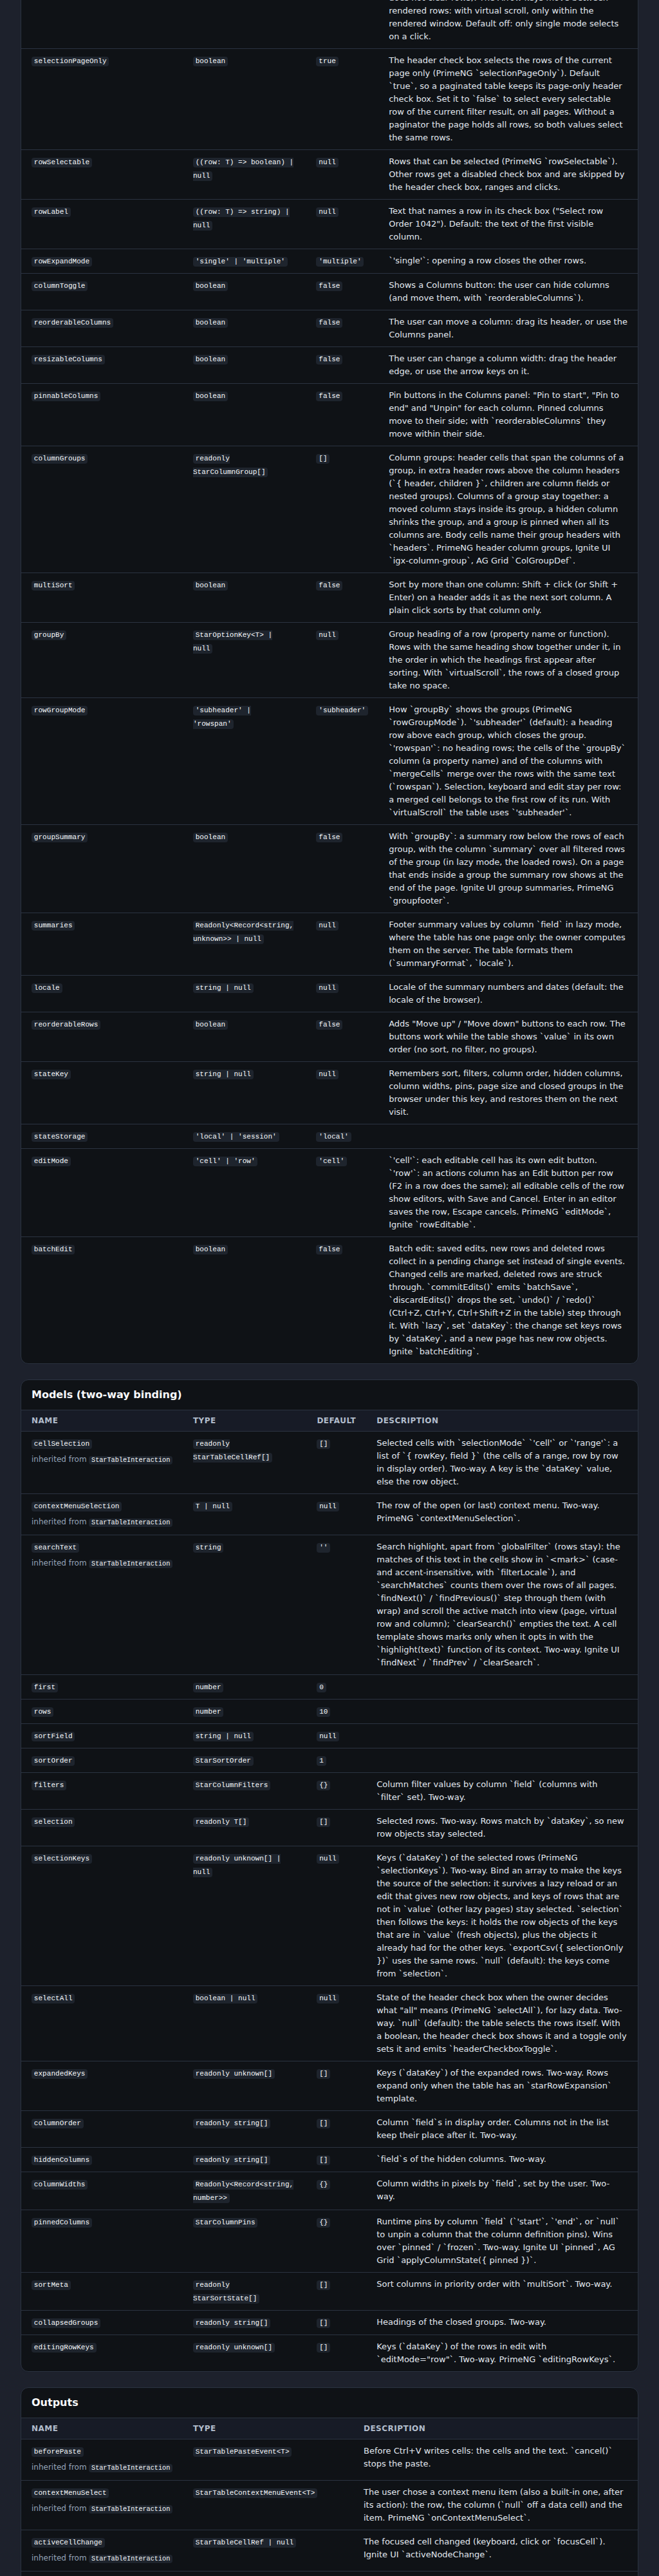 rendered rows: with virtual scroll, only within the
rendered window. Default off: only single mode selects
on a click.
selectionPageOnly boolean true The header check box selects the rows of the current
page only (PrimeNG `selectionPageOnly`). Default
`true`, so a paginated table keeps its page-only header
check box. Set it to `false` to select every selectable
row of the current filter result, on all pages. Without a
paginator the page holds all rows, so both values select
the same rows.
rowSelectable ((row: T) => boolean) | null Rows that can be selected (PrimeNG `rowSelectable`).
null Other rows get a disabled check box and are skipped by
the header check box, ranges and clicks.
rowLabel ((row: T) => string) | null Text that names a row in its check box ("Select row
null Order 1042"). Default: the text of the first visible
column.
rowExpandMode 'single' | 'multiple' 'multiple' `'single'`: opening a row closes the other rows.
columnToggle boolean false Shows a Columns button: the user can hide columns
(and move them, with `reorderableColumns`).
reorderableColumns boolean false The user can move a column: drag its header, or use the
Columns panel.
resizableColumns boolean false The user can change a column width: drag the header
edge, or use the arrow keys on it.
pinnableColumns boolean false Pin buttons in the Columns panel: "Pin to start", "Pin to
end" and "Unpin" for each column. Pinned columns
move to their side; with `reorderableColumns` they
move within their side.
columnGroups readonly [] Column groups: header cells that span the columns of a
StarColumnGroup[] group, in extra header rows above the column headers
(`{ header, children }`, children are column fields or
nested groups). Columns of a group stay together: a
moved column stays inside its group, a hidden column
shrinks the group, and a group is pinned when all its
columns are. Body cells name their group headers with
`headers`. PrimeNG header column groups, Ignite UI
`igx-column-group`, AG Grid `ColGroupDef`.
multiSort boolean false Sort by more than one column: Shift + click (or Shift +
Enter) on a header adds it as the next sort column. A
plain click sorts by that column only.
groupBy StarOptionKey<T> | null Group heading of a row (property name or function).
null Rows with the same heading show together under it, in
the order in which the headings first appear after
sorting. With `virtualScroll`, the rows of a closed group
take no space.
rowGroupMode 'subheader' | 'subheader' How `groupBy` shows the groups (PrimeNG
'rowspan' `rowGroupMode`). `'subheader'` (default): a heading
row above each group, which closes the group.
`'rowspan'`: no heading rows; the cells of the `groupBy`
column (a property name) and of the columns with
`mergeCells` merge over the rows with the same text
(`rowspan`). Selection, keyboard and edit stay per row:
a merged cell belongs to the first row of its run. With
`virtualScroll` the table uses `'subheader'`.
groupSummary boolean false With `groupBy`: a summary row below the rows of each
group, with the column `summary` over all filtered rows
of the group (in lazy mode, the loaded rows). On a page
that ends inside a group the summary row shows at the
end of the page. Ignite UI group summaries, PrimeNG
`groupfooter`.
summaries Readonly<Record<string, null Footer summary values by column `field` in lazy mode,
unknown>> | null where the table has one page only: the owner computes
them on the server. The table formats them
(`summaryFormat`, `locale`).
locale string | null null Locale of the summary numbers and dates (default: the
locale of the browser).
reorderableRows boolean false Adds "Move up" / "Move down" buttons to each row. The
buttons work while the table shows `value` in its own
order (no sort, no filter, no groups).
stateKey string | null null Remembers sort, filters, column order, hidden columns,
column widths, pins, page size and closed groups in the
browser under this key, and restores them on the next
visit.
stateStorage 'local' | 'session' 'local'
editMode 'cell' | 'row' 'cell' `'cell'`: each editable cell has its own edit button.
`'row'`: an actions column has an Edit button per row
(F2 in a row does the same); all editable cells of the row
show editors, with Save and Cancel. Enter in an editor
saves the row, Escape cancels. PrimeNG `editMode`,
Ignite `rowEditable`.
batchEdit boolean false Batch edit: saved edits, new rows and deleted rows
collect in a pending change set instead of single events.
Changed cells are marked, deleted rows are struck
through. `commitEdits()` emits `batchSave`,
`discardEdits()` drops the set, `undo()` / `redo()`
(Ctrl+Z, Ctrl+Y, Ctrl+Shift+Z in the table) step through
it. With `lazy`, set `dataKey`: the change set keys rows
by `dataKey`, and a new page has new row objects.
Ignite `batchEditing`.
Models (two-way binding)
NAME TYPE DEFAULT DESCRIPTION
cellSelection readonly [] Selected cells with `selectionMode` `'cell'` or `'range'`: a
inherited from StarTableInteraction StarTableCellRef[] list of `{ rowKey, field }` (the cells of a range, row by row
in display order). Two-way. A key is the `dataKey` value,
else the row object.
contextMenuSelection T | null null The row of the open (or last) context menu. Two-way.
inherited from StarTableInteraction PrimeNG `contextMenuSelection`.
searchText string '' Search highlight, apart from `globalFilter` (rows stay): the
inherited from StarTableInteraction matches of this text in the cells show in `<mark>` (case-
and accent-insensitive, with `filterLocale`), and
`searchMatches` counts them over the rows of all pages.
`findNext()` / `findPrevious()` step through them (with
wrap) and scroll the active match into view (page, virtual
row and column); `clearSearch()` empties the text. A cell
template shows marks only when it opts in with the
`highlight(text)` function of its context. Two-way. Ignite UI
`findNext` / `findPrev` / `clearSearch`.
first number 0
rows number 10
sortField string | null null
sortOrder StarSortOrder 1
filters StarColumnFilters {} Column filter values by column `field` (columns with
`filter` set). Two-way.
selection readonly T[] [] Selected rows. Two-way. Rows match by `dataKey`, so new
row objects stay selected.
selectionKeys readonly unknown[] | null Keys (`dataKey`) of the selected rows (PrimeNG
null `selectionKeys`). Two-way. Bind an array to make the keys
the source of the selection: it survives a lazy reload or an
edit that gives new row objects, and keys of rows that are
not in `value` (other lazy pages) stay selected. `selection`
then follows the keys: it holds the row objects of the keys
that are in `value` (fresh objects), plus the objects it
already had for the other keys. `exportCsv({ selectionOnly
})` uses the same rows. `null` (default): the keys come
from `selection`.
selectAll boolean | null null State of the header check box when the owner decides
what "all" means (PrimeNG `selectAll`), for lazy data. Two-
way. `null` (default): the table selects the rows itself. With
a boolean, the header check box shows it and a toggle only
sets it and emits `headerCheckboxToggle`.
expandedKeys readonly unknown[] [] Keys (`dataKey`) of the expanded rows. Two-way. Rows
expand only when the table has an `starRowExpansion`
template.
columnOrder readonly string[] [] Column `field`s in display order. Columns not in the list
keep their place after it. Two-way.
hiddenColumns readonly string[] [] `field`s of the hidden columns. Two-way.
columnWidths Readonly<Record<string, {} Column widths in pixels by `field`, set by the user. Two-
number>> way.
pinnedColumns StarColumnPins {} Runtime pins by column `field` (`'start'`, `'end'`, or `null`
to unpin a column that the column definition pins). Wins
over `pinned` / `frozen`. Two-way. Ignite UI `pinned`, AG
Grid `applyColumnState({ pinned })`.
sortMeta readonly [] Sort columns in priority order with `multiSort`. Two-way.
StarSortState[]
collapsedGroups readonly string[] [] Headings of the closed groups. Two-way.
editingRowKeys readonly unknown[] [] Keys (`dataKey`) of the rows in edit with
`editMode="row"`. Two-way. PrimeNG `editingRowKeys`.
Outputs
NAME TYPE DESCRIPTION
beforePaste StarTablePasteEvent<T> Before Ctrl+V writes cells: the cells and the text. `cancel()`
inherited from StarTableInteraction stops the paste.
contextMenuSelect StarTableContextMenuEvent<T> The user chose a context menu item (also a built-in one, after
inherited from StarTableInteraction its action): the row, the column (`null` off a data cell) and the
item. PrimeNG `onContextMenuSelect`.
activeCellChange StarTableCellRef | null The focused cell changed (keyboard, click or `focusCell`).
inherited from StarTableInteraction Ignite UI `activeNodeChange`.